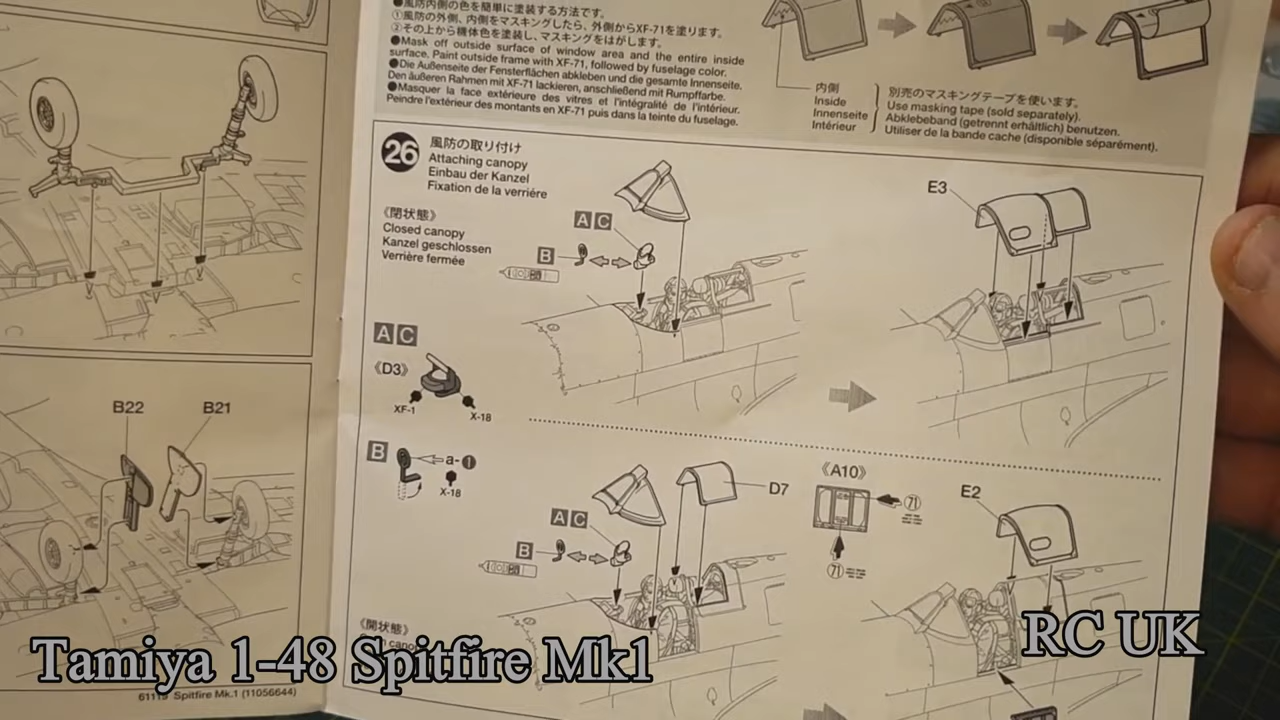 ●風防内側の色を簡単に塗装する方法です。
①風防の外側、内側をマスキングしたら、外側からXF-71を塗ります。
②その上から機体色を塗装し、マスキングをはがします。
●Mask off outside surface of window area and the entire inside
surface. Paint outside frame with XF-71, followed by fuselage color.
●Die Außenseite der Fensterflächen abkleben und die gesamte Innenseite.
Den äußeren Rahmen mit XF-71 lackieren, anschließend mit Rumpffarbe.
●Masquer la face extérieure des vitres et l'intégralité de l'intérieur.
Peindre l'extérieur des montants en XF-71 puis dans la teinte du fuselage.
内側
Inside
Innenseite
Intérieur
別売のマスキングテープを使います。
Use masking tape (sold separately).
Abklebeband (getrennt erhältlich) benutzen.
Utiliser de la bande cache (disponible séparément).
26
風防の取り付け
Attaching canopy
Einbau der Kanzel
Fixation de la verrière
《閉状態》
Closed canopy
Kanzel geschlossen
Verrière fermée
A C
B
E3
A C
《D3》
XF-1
X-18
B
a-❶
X-18
A C
B
D7
《A10》
71
71
E2
《開状態》
B22
B21
61119 Spitfire Mk.1 (11056644)
Tamiya 1-48 Spitfire Mk1
RC UK